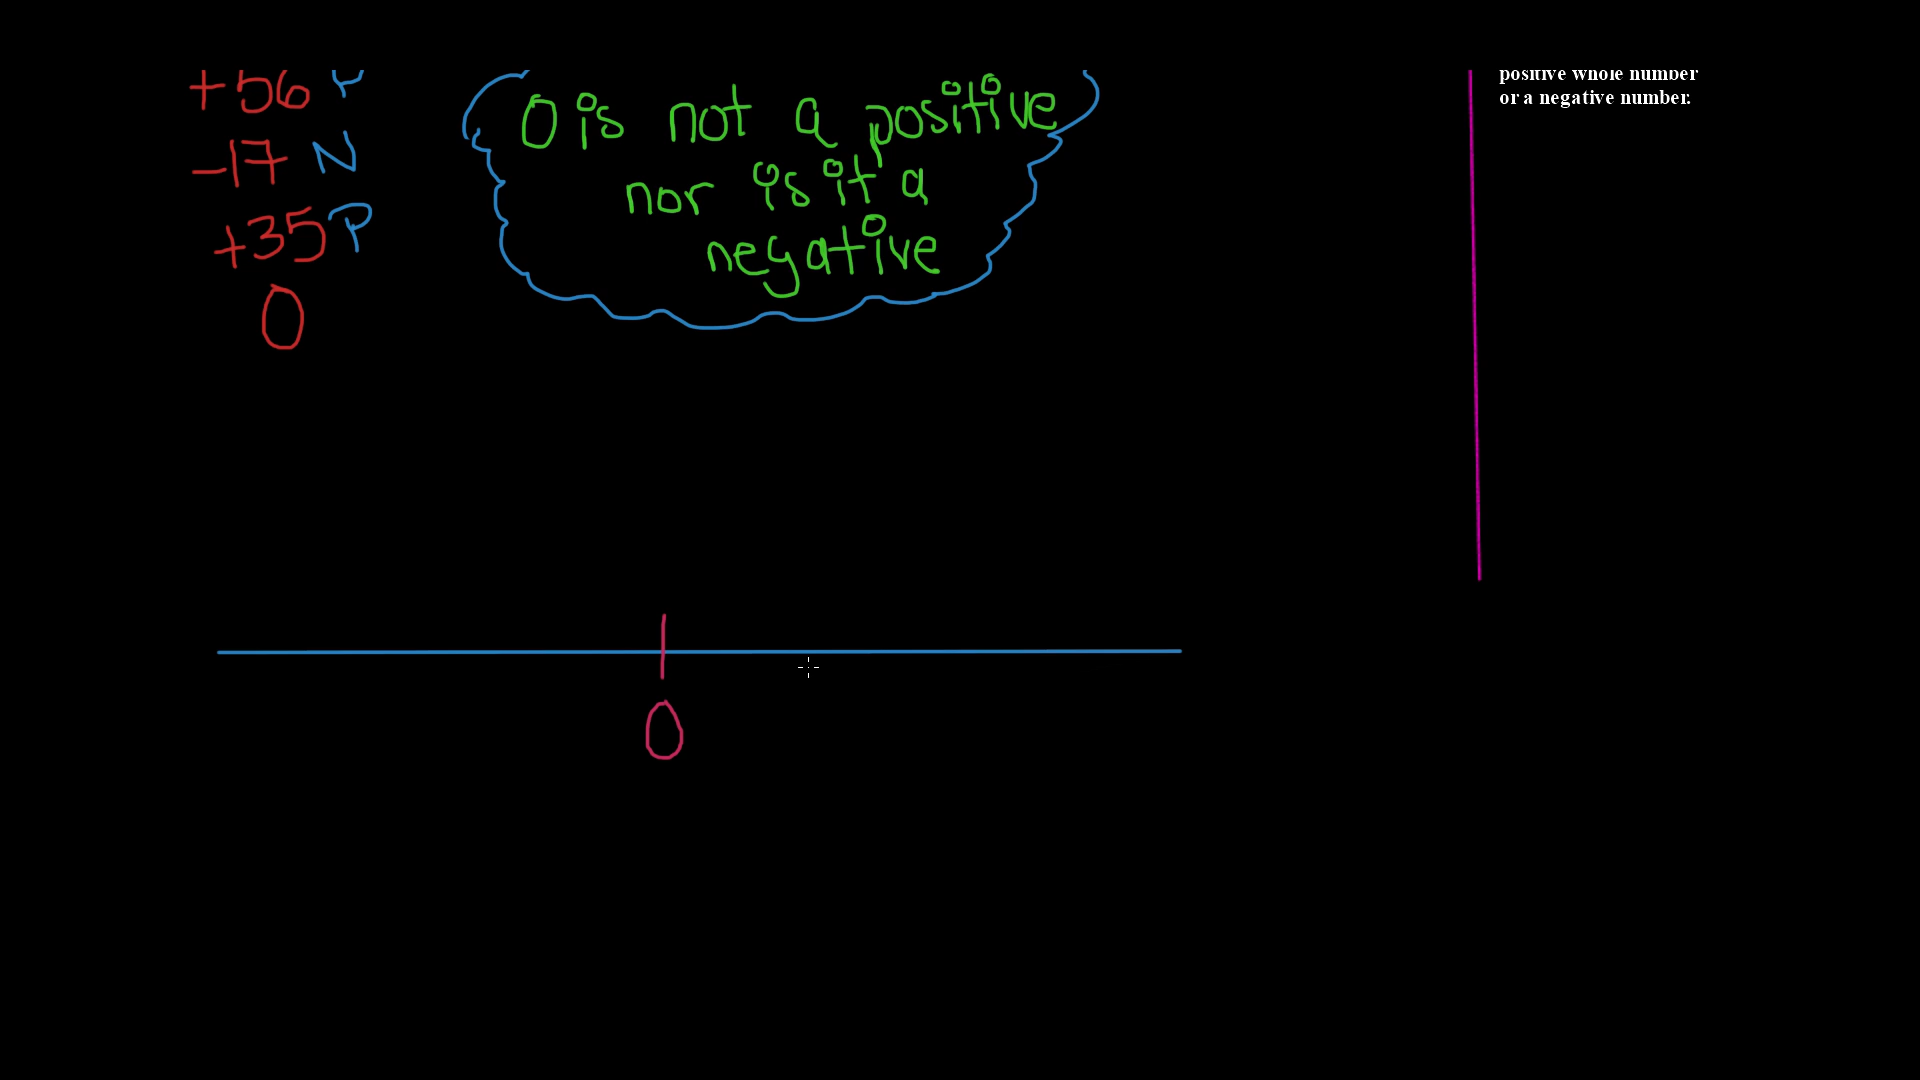 +56 P
-17 N
+35 P
0
0 is not a positive
nor is it a
negative
positive whole number
or a negative number.
0